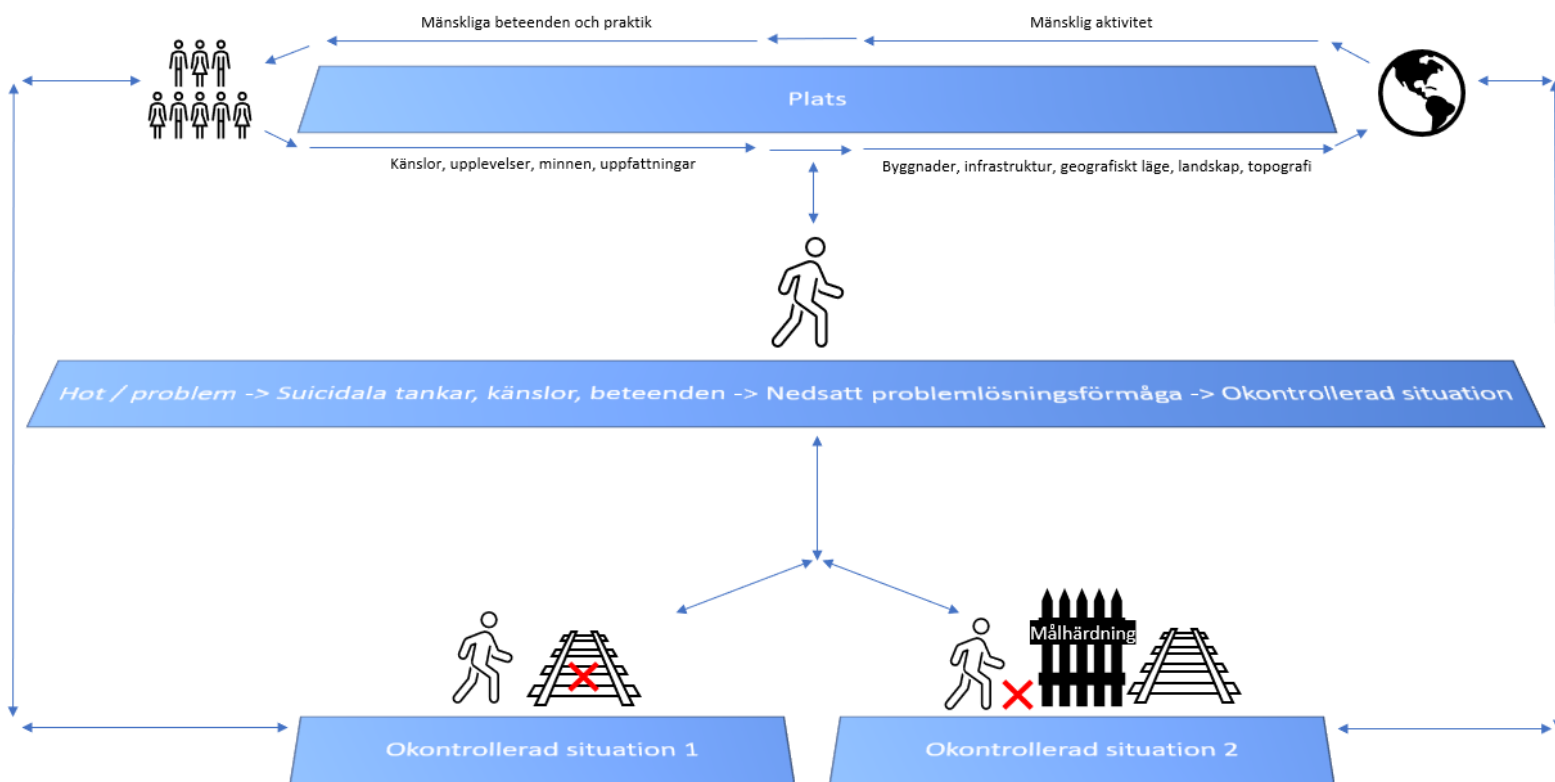 Mänskliga beteenden och praktik
Mänsklig aktivitet
Plats
Känslor, upplevelser, minnen, uppfattningar
Byggnader, infrastruktur, geografiskt läge, landskap, topografi
Hot / problem -> Suicidala tankar, känslor, beteenden -> Nedsatt problemlösningsförmåga -> Okontrollerad situation
Målhärdning
Okontrollerad situation 1
Okontrollerad situation 2